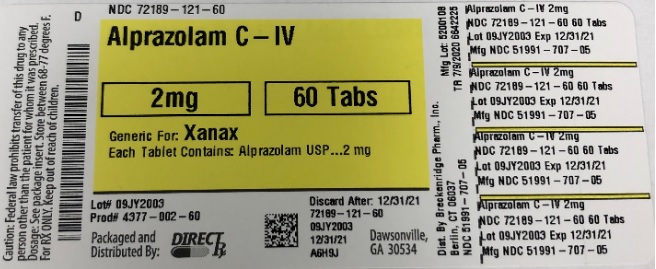 Caution: Federal law prohibits transfer of this drug to any
person other than the patient for whom it was prescribed.
Dosage: See package insert. Store between 68-77 degrees F.
For RX ONLY. Keep out of reach of children.
D
NDC 72189-121-60
Alprazolam C-IV
2mg
60 Tabs
Generic For: Xanax
Each Tablet Contains: Alprazolam USP...2 mg
Lot# 09JY2003
Prod# 4377-002-60
Packaged and
Distributed By:
DIRECT Rx
Discard After: 12/31/21
72189-121-60
09JY2003
12/31/21
A6H9J
Dawsonville,
GA 30534
Dist. By Breckenridge Pharm., Inc.
Berlin, CT 06037
NDC 51991-707-05
Mfg Lot: 5200108
TR 7/9/2020 6642225
Alprazolam C-IV 2mg
NDC 72189-121-60 60 Tabs
Lot 09JY2003 Exp 12/31/21
Mfg NDC 51991-707-05
Alprazolam C-IV 2mg
NDC 72189-121-60 60 Tabs
Lot 09JY2003 Exp 12/31/21
Mfg NDC 51991-707-05
Alprazolam C-IV 2mg
NDC 72189-121-60 60 Tabs
Lot 09JY2003 Exp 12/31/21
Mfg NDC 51991-707-05
Alprazolam C-IV 2mg
NDC 72189-121-60 60 Tabs
Lot 09JY2003 Exp 12/31/21
Mfg NDC 51991-707-05